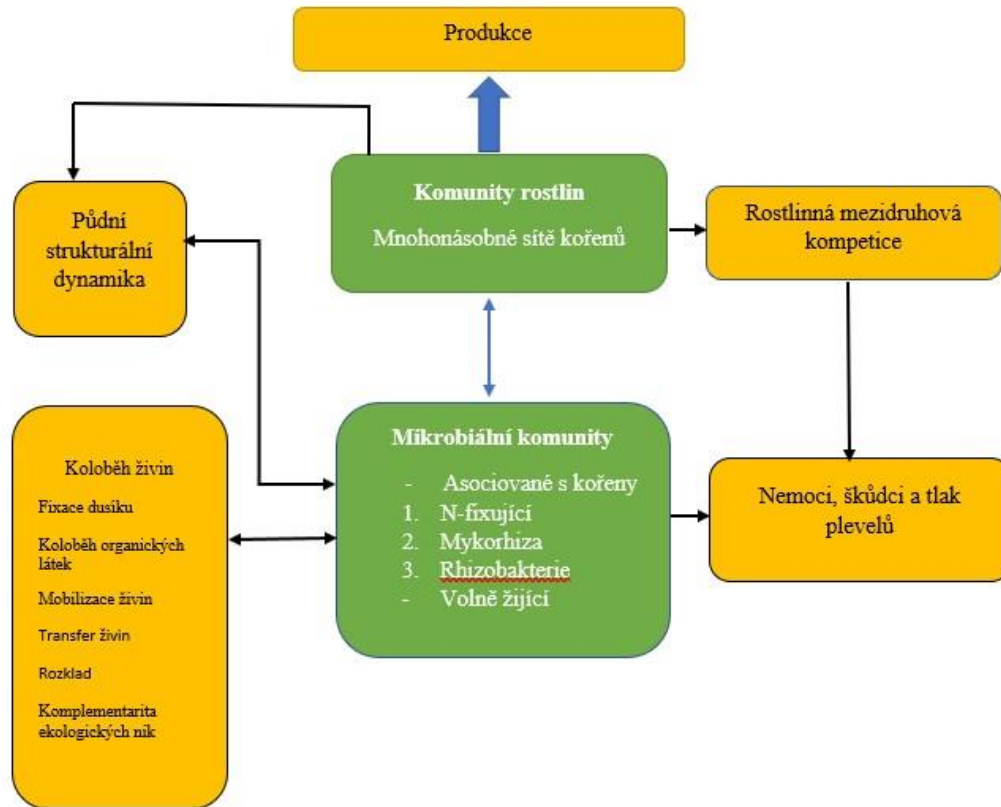 Produkce
Komunity rostlin
Mnohonásobné sítě kořenů
Půdní
strukturální
dynamika
Rostlinná mezidruhová
kompetice
Koloběh živin
Fixace dusíku
Koloběh organických
látek
Mobilizace živin
Transfer živin
Rozklad
Komplementarita
ekologických nik
Mikrobiální komunity
- Asociované s kořeny
1. N-fixující
2. Mykorhiza
3. Rhizobakterie
- Volně žijící
Nemoci, škůdci a tlak
plevelů